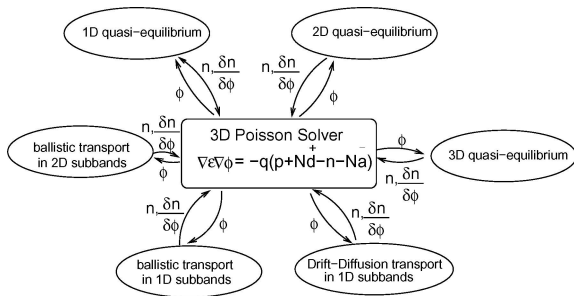 1D quasi−equilibrium
2D quasi−equilibrium
n, δn/δϕ
ϕ
n, δn/δϕ
ϕ
3D Poisson Solver
∇ε∇ϕ = −q(p+Nd⁺−n−Na⁻)
ballistic transport
in 2D subbands
n, δn/δϕ
ϕ
3D quasi−equilibrium
ϕ
n, δn/δϕ
n, δn/δϕ
ϕ
n, δn/δϕ
ϕ
ballistic transport
in 1D subbands
Drift−Diffusion transport
in 1D subbands